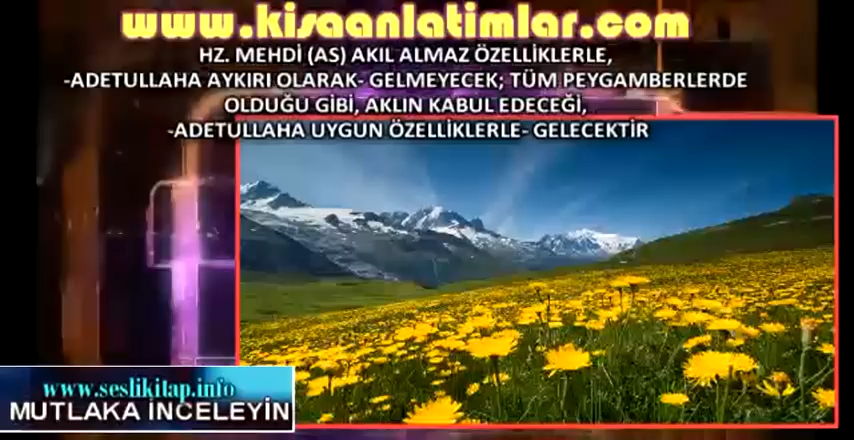 www.kisaanlatimlar.com
HZ. MEHDİ (AS) AKIL ALMAZ ÖZELLİKLERLE,
-ADETULLAHA AYKIRI OLARAK- GELMEYECEK; TÜM PEYGAMBERLERDE
OLDUĞU GİBİ, AKLIN KABUL EDECEĞİ,
-ADETULLAHA UYGUN ÖZELLİKLERLE- GELECEKTİR
www.seslikitap.info
MUTLAKA İNCELEYİN